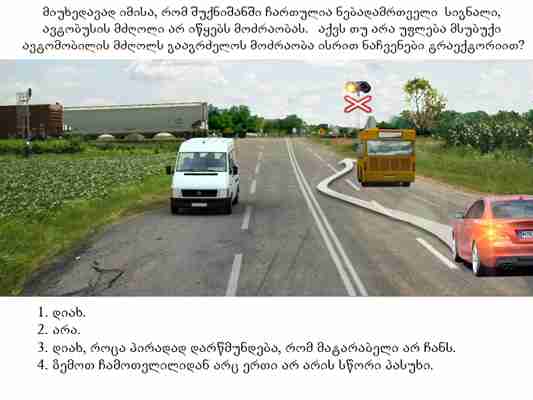 მიუხედავად იმისა, რომ შუქნიშანში ჩართულია ნებადამრთველი სიგნალი,
ავტობუსის მძღოლი არ იწყებს მოძრაობას. აქვს თუ არა უფლება მსუბუქი
ავტომობილის მძღოლს გააგრძელოს მოძრაობა ისრით ნაჩვენები ტრაექტორიით?
1. დიახ.
2. არა.
3. დიახ, როცა პირადად დარწმუნდება, რომ მატარებელი არ ჩანს.
4. ზემოთ ჩამოთვლილიდან არც ერთი არ არის სწორი პასუხი.